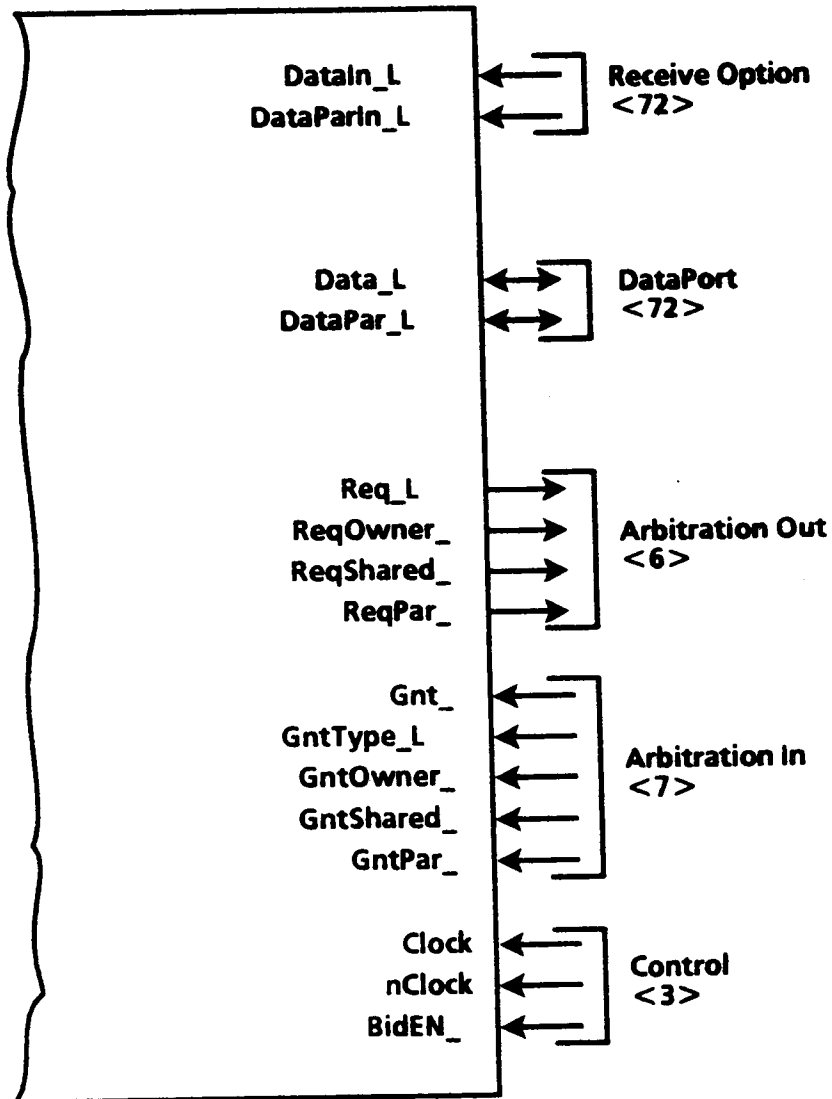 DataIn_L
DataParIn_L
Receive Option
<72>
Data_L
DataPar_L
DataPort
<72>
Req_L
ReqOwner_
ReqShared_
ReqPar_
Arbitration Out
<6>
Gnt_
GntType_L
GntOwner_
GntShared_
GntPar_
Arbitration In
<7>
Clock
nClock
BidEN_
Control
<3>